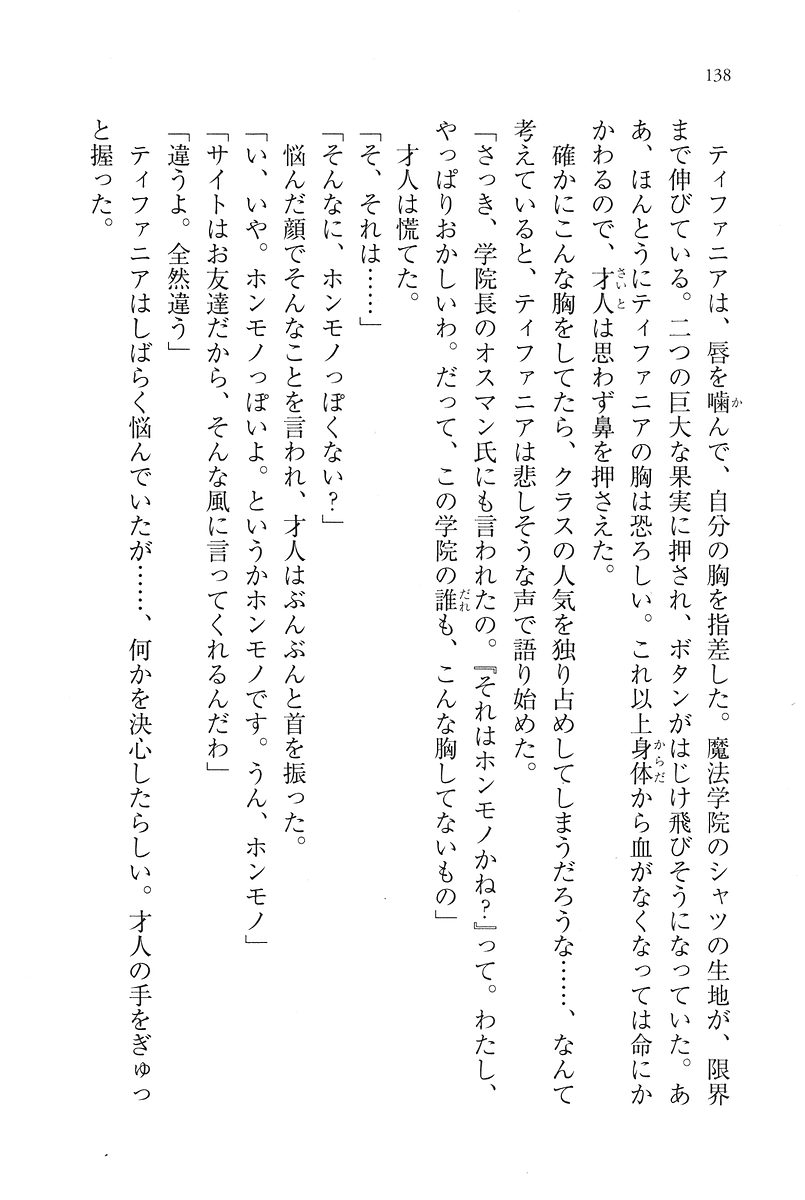 138
ティファニアは、唇を噛んで、自分の胸を指差した。魔法学院のシャツの生地が、限界
まで伸びている。二つの巨大な果実に押され、ボタンがはじけ飛びそうになっていた。あ
あ、ほんとうにティファニアの胸は恐ろしい。これ以上身体から血がなくなっては命にか
かわるので、才人は思わず鼻を押さえた。
確かにこんな胸をしてたら、クラスの人気を独り占めしてしまうだろうな……、なんて
考えていると、ティファニアは悲しそうな声で語り始めた。
「さっき、学院長のオスマン氏にも言われたの。『それはホンモノかね？』って。わたし、
やっぱりおかしいわ。だって、この学院の誰も、こんな胸してないもの」
才人は慌てた。
「そ、それは……」
「そんなに、ホンモノっぽくない？」
悩んだ顔でそんなことを言われ、才人はぶんぶんと首を振った。
「い、いや。ホンモノっぽいよ。というかホンモノです。うん、ホンモノ」
「サイトはお友達だから、そんな風に言ってくれるんだわ」
「違うよ。全然違う」
ティファニアはしばらく悩んでいたが……、何かを決心したらしい。才人の手をぎゅっ
と握った。